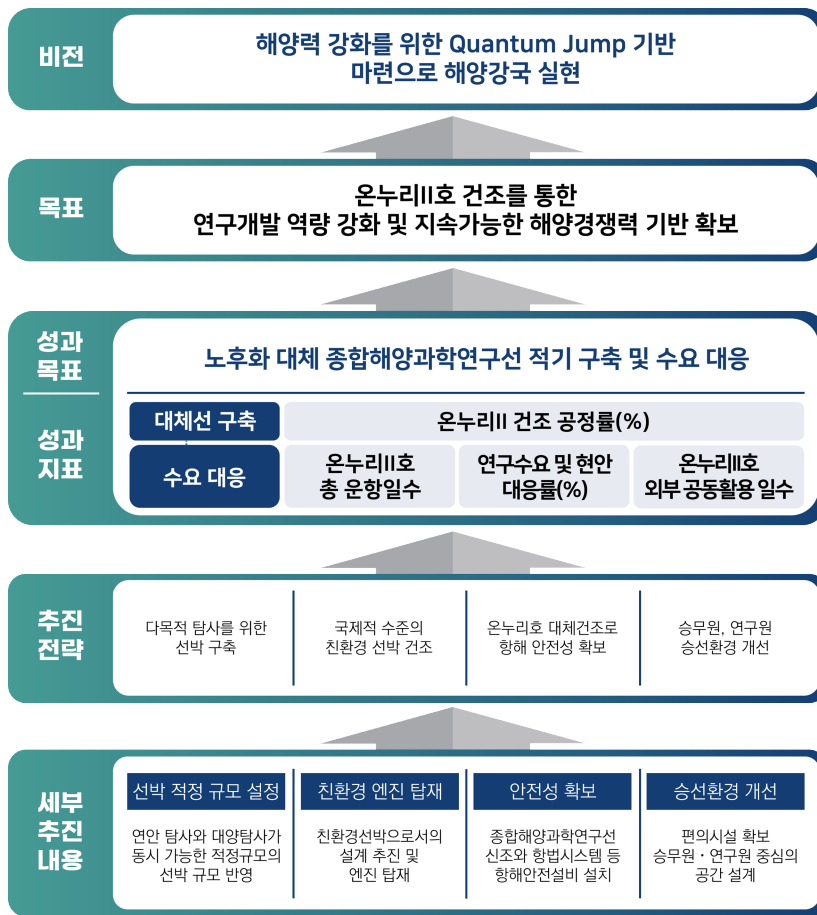 비전
해양력 강화를 위한 Quantum Jump 기반
마련으로 해양강국 실현
목표
온누리II호 건조를 통한
연구개발 역량 강화 및 지속가능한 해양경쟁력 기반 확보
성과
목표
노후화 대체 종합해양과학연구선 적기 구축 및 수요 대응
성과
지표
대체선 구축
온누리II 건조 공정률(%)
수요 대응
온누리II호
총 운항일수
연구수요 및 현안
대응률(%)
온누리II호
외부 공동활용 일수
추진
전략
다목적 탐사를 위한
선박 구축
국제적 수준의
친환경 선박 건조
온누리호 대체건조로
항해 안전성 확보
승무원, 연구원
승선환경 개선
세부
추진
내용
선박 적정 규모 설정
연안 탐사와 대양탐사가
동시 가능한 적정규모의
선박 규모 반영
친환경 엔진 탑재
친환경선박으로서의
설계 추진 및
엔진 탑재
안전성 확보
종합해양과학연구선
신조와 항법시스템 등
항해안전설비 설치
승선환경 개선
편의시설 확보
승무원·연구원 중심의
공간 설계